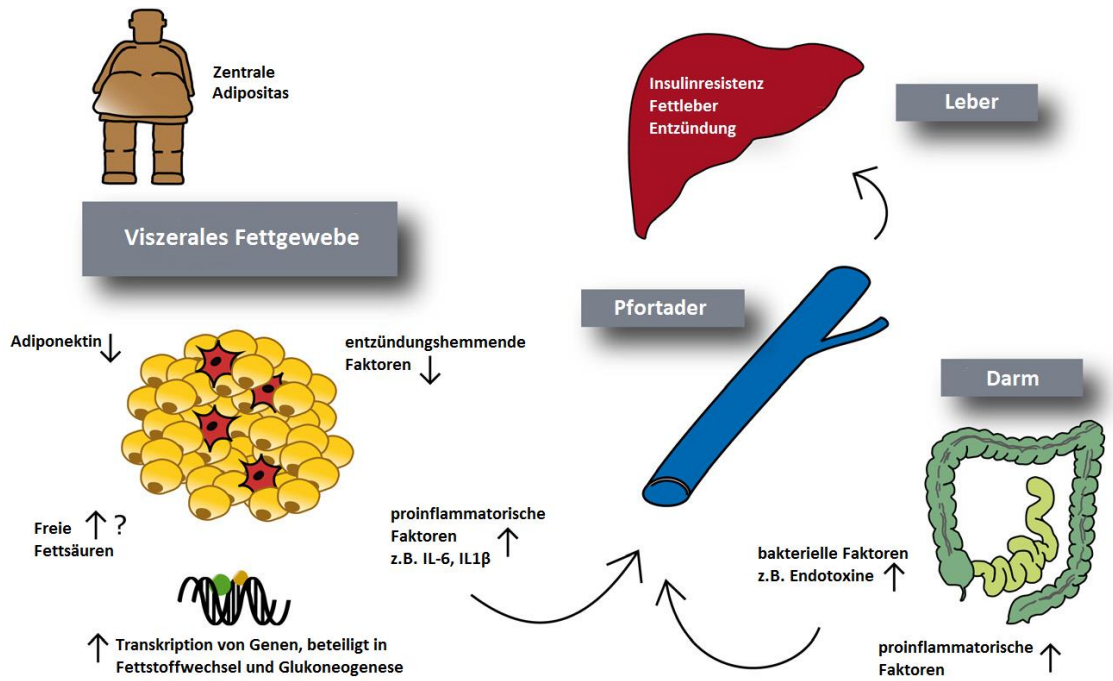 Zentrale
Adipositas
Viszerales Fettgewebe
Adiponektin ↓
entzündungshemmende
Faktoren ↓
Freie ↑ ?
Fettsäuren
proinflammatorische
Faktoren ↑
z.B. IL-6, IL1β
↑ Transkription von Genen, beteiligt in
Fettstoffwechsel und Glukoneogenese
Insulinresistenz
Fettleber
Entzündung
Leber
Pfortader
Darm
bakterielle Faktoren
z.B. Endotoxine ↑
proinflammatorische
Faktoren ↑